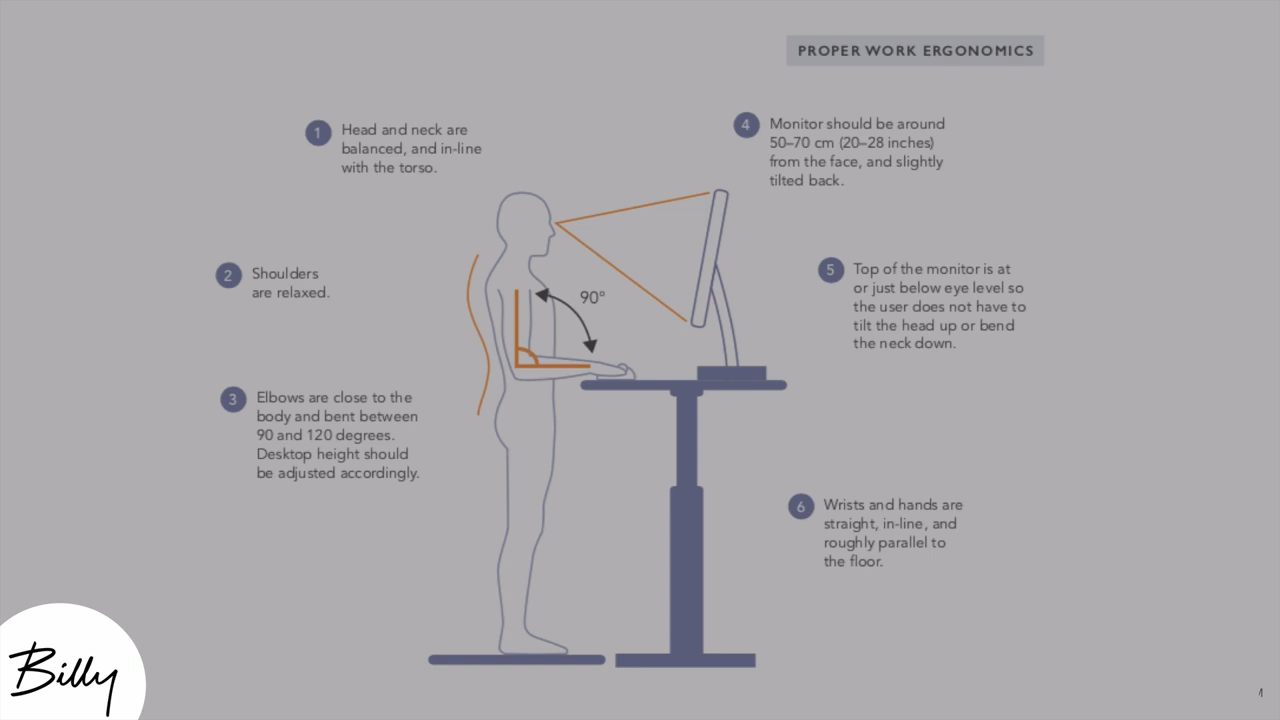 PROPER WORK ERGONOMICS
1
Head and neck are
balanced, and in-line
with the torso.
4
Monitor should be around
50–70 cm (20–28 inches)
from the face, and slightly
tilted back.
2
Shoulders
are relaxed.
90°
5
Top of the monitor is at
or just below eye level so
the user does not have to
tilt the head up or bend
the neck down.
3
Elbows are close to the
body and bent between
90 and 120 degrees.
Desktop height should
be adjusted accordingly.
6
Wrists and hands are
straight, in-line, and
roughly parallel to
the floor.
Billy